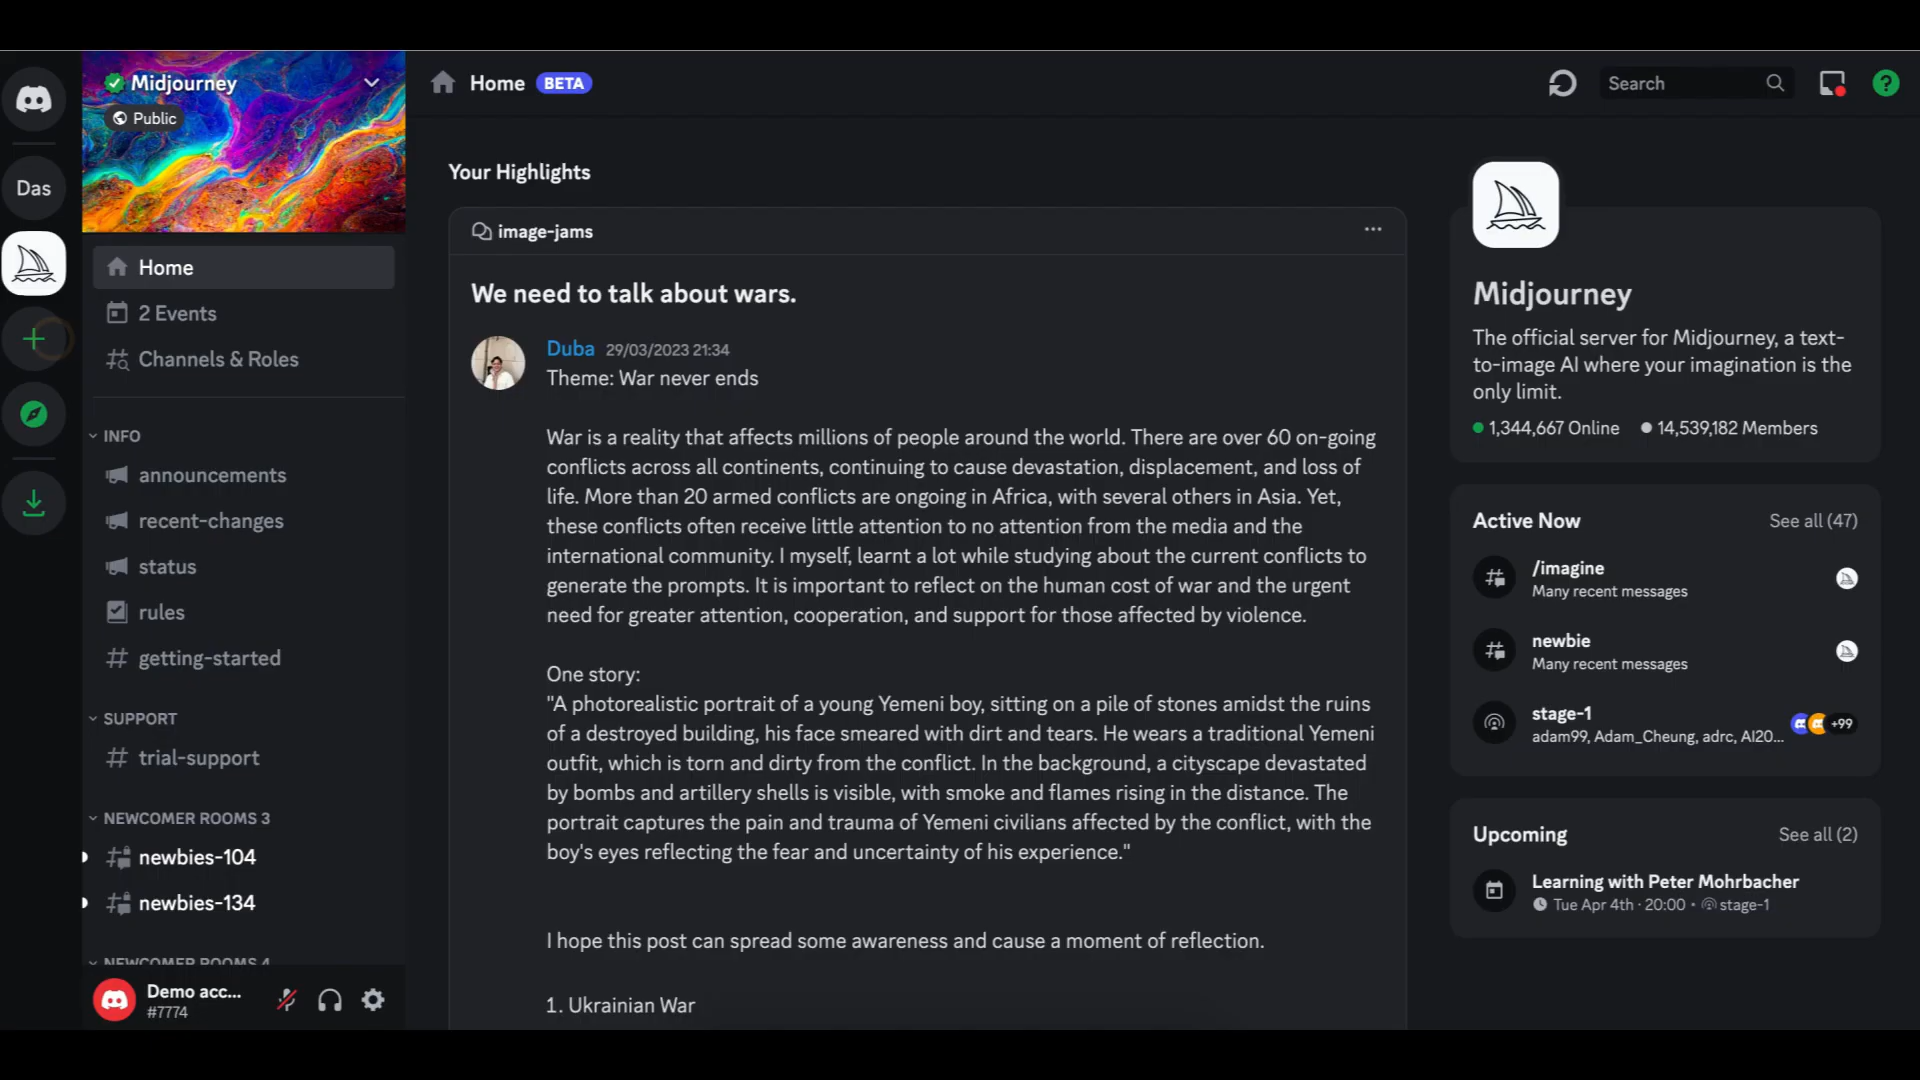 Midjourney
Public
Das
Home
2 Events
Channels & Roles
INFO
announcements
recent-changes
status
rules
getting-started
SUPPORT
trial-support
NEWCOMER ROOMS 3
newbies-104
newbies-134
NEWCOMER ROOMS 4
Demo acc...
#7774
Home BETA
Search
Your Highlights
image-jams
We need to talk about wars.
Duba 29/03/2023 21:34
Theme: War never ends
War is a reality that affects millions of people around the world. There are over 60 on-going
conflicts across all continents, continuing to cause devastation, displacement, and loss of
life. More than 20 armed conflicts are ongoing in Africa, with several others in Asia. Yet,
these conflicts often receive little attention to no attention from the media and the
international community. I myself, learnt a lot while studying about the current conflicts to
generate the prompts. It is important to reflect on the human cost of war and the urgent
need for greater attention, cooperation, and support for those affected by violence.
One story:
"A photorealistic portrait of a young Yemeni boy, sitting on a pile of stones amidst the ruins
of a destroyed building, his face smeared with dirt and tears. He wears a traditional Yemeni
outfit, which is torn and dirty from the conflict. In the background, a cityscape devastated
by bombs and artillery shells is visible, with smoke and flames rising in the distance. The
portrait captures the pain and trauma of Yemeni civilians affected by the conflict, with the
boy's eyes reflecting the fear and uncertainty of his experience."
I hope this post can spread some awareness and cause a moment of reflection.
1. Ukrainian War
Midjourney
The official server for Midjourney, a text-
to-image AI where your imagination is the
only limit.
1,344,667 Online 14,539,182 Members
Active Now See all (47)
/imagine
Many recent messages
newbie
Many recent messages
stage-1
adam99, Adam_Cheung, adrc, AI20... +99
Upcoming See all (2)
Learning with Peter Mohrbacher
Tue Apr 4th · 20:00 • stage-1